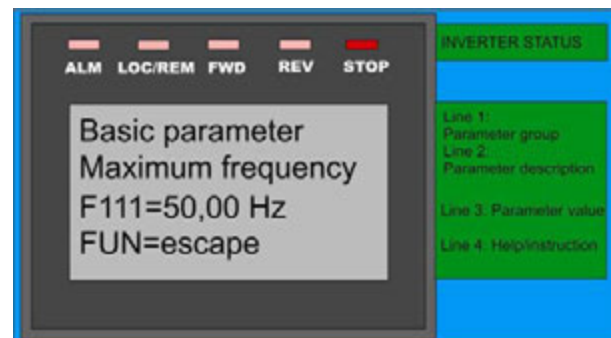 ALM LOC/REM FWD REV STOP
Basic parameter
Maximum frequency
F111=50,00 Hz
FUN=escape
INVERTER STATUS
Line 1:
Parameter group
Line 2:
Parameter description
Line 3: Parameter value
Line 4: Help/instruction